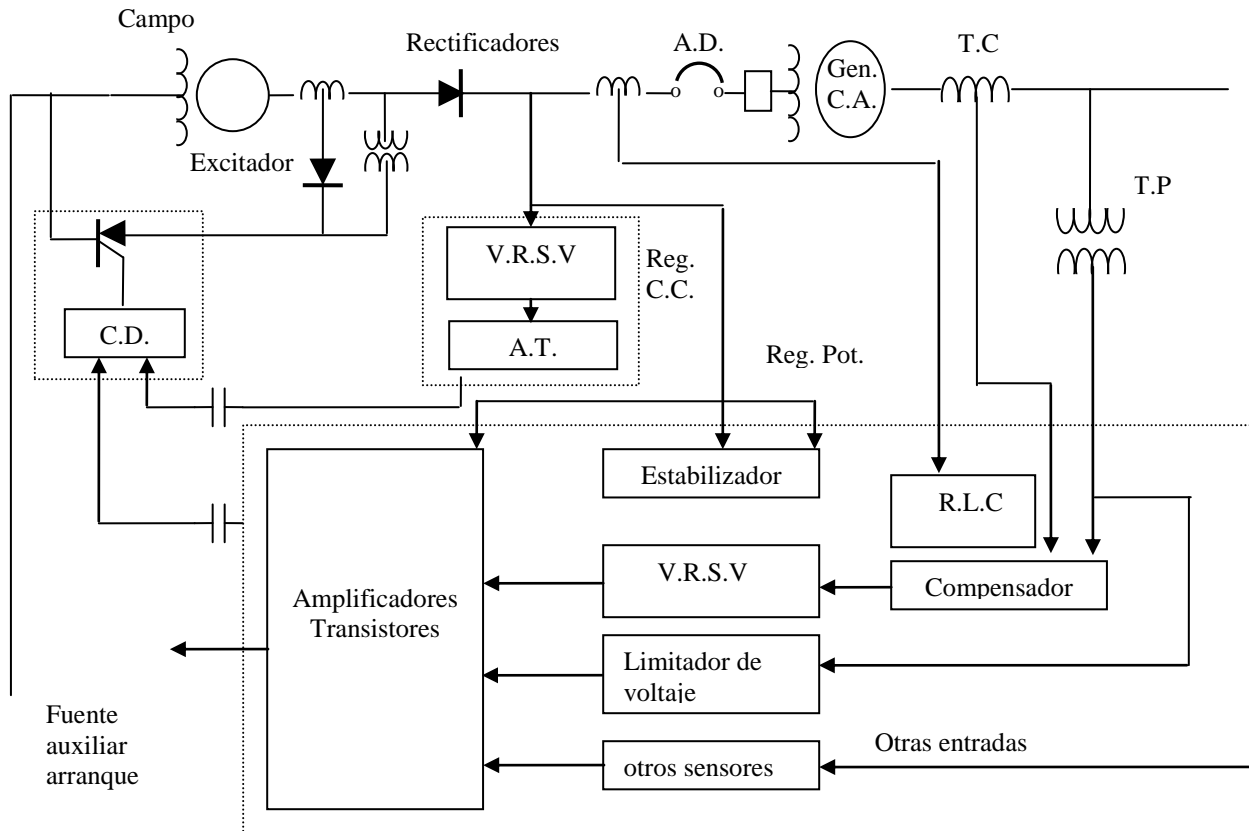 Campo
Rectificadores
A.D.
T.C
Gen.
C.A.
Excitador
T.P
V.R.S.V
Reg.
C.C.
C.D.
A.T.
Reg. Pot.
Estabilizador
R.L.C
V.R.S.V
Compensador
Amplificadores
Transistores
Limitador de
voltaje
Fuente
auxiliar
arranque
Otras entradas
otros sensores